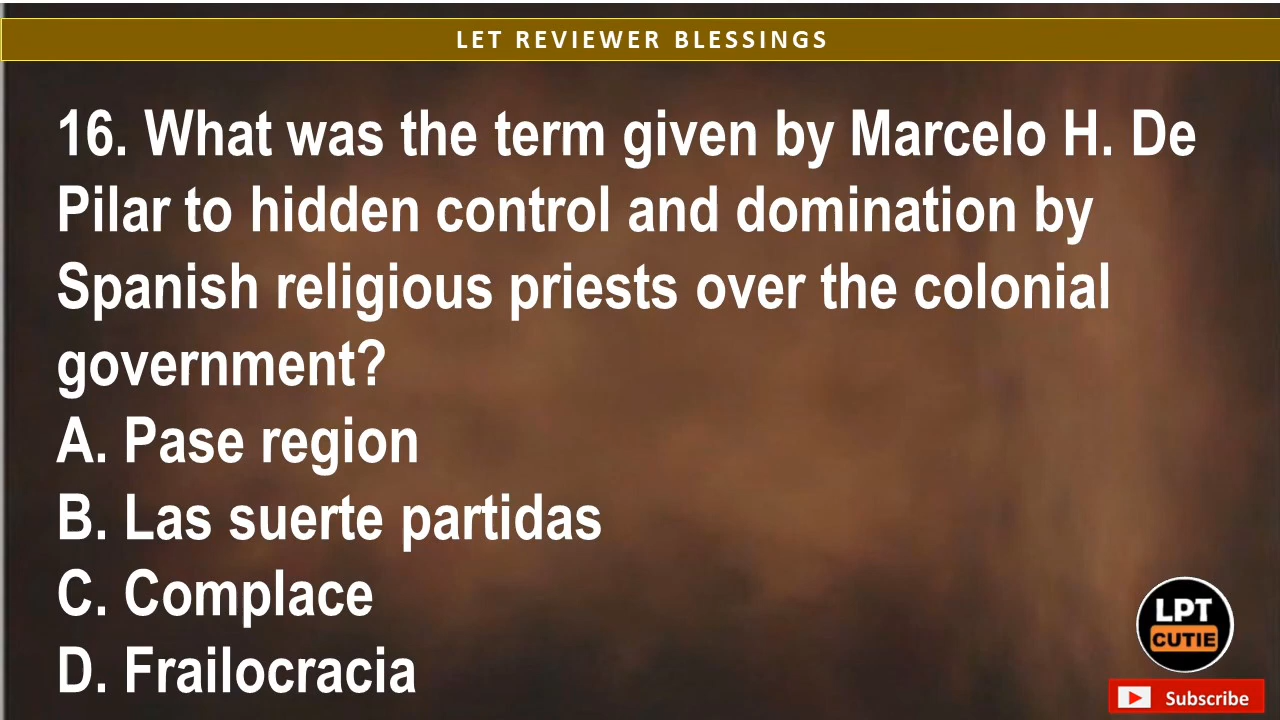 LET REVIEWER BLESSINGS
16. What was the term given by Marcelo H. De
Pilar to hidden control and domination by
Spanish religious priests over the colonial
government?
A. Pase region
B. Las suerte partidas
C. Complace
D. Frailocracia
LPT
CUTIE
Subscribe